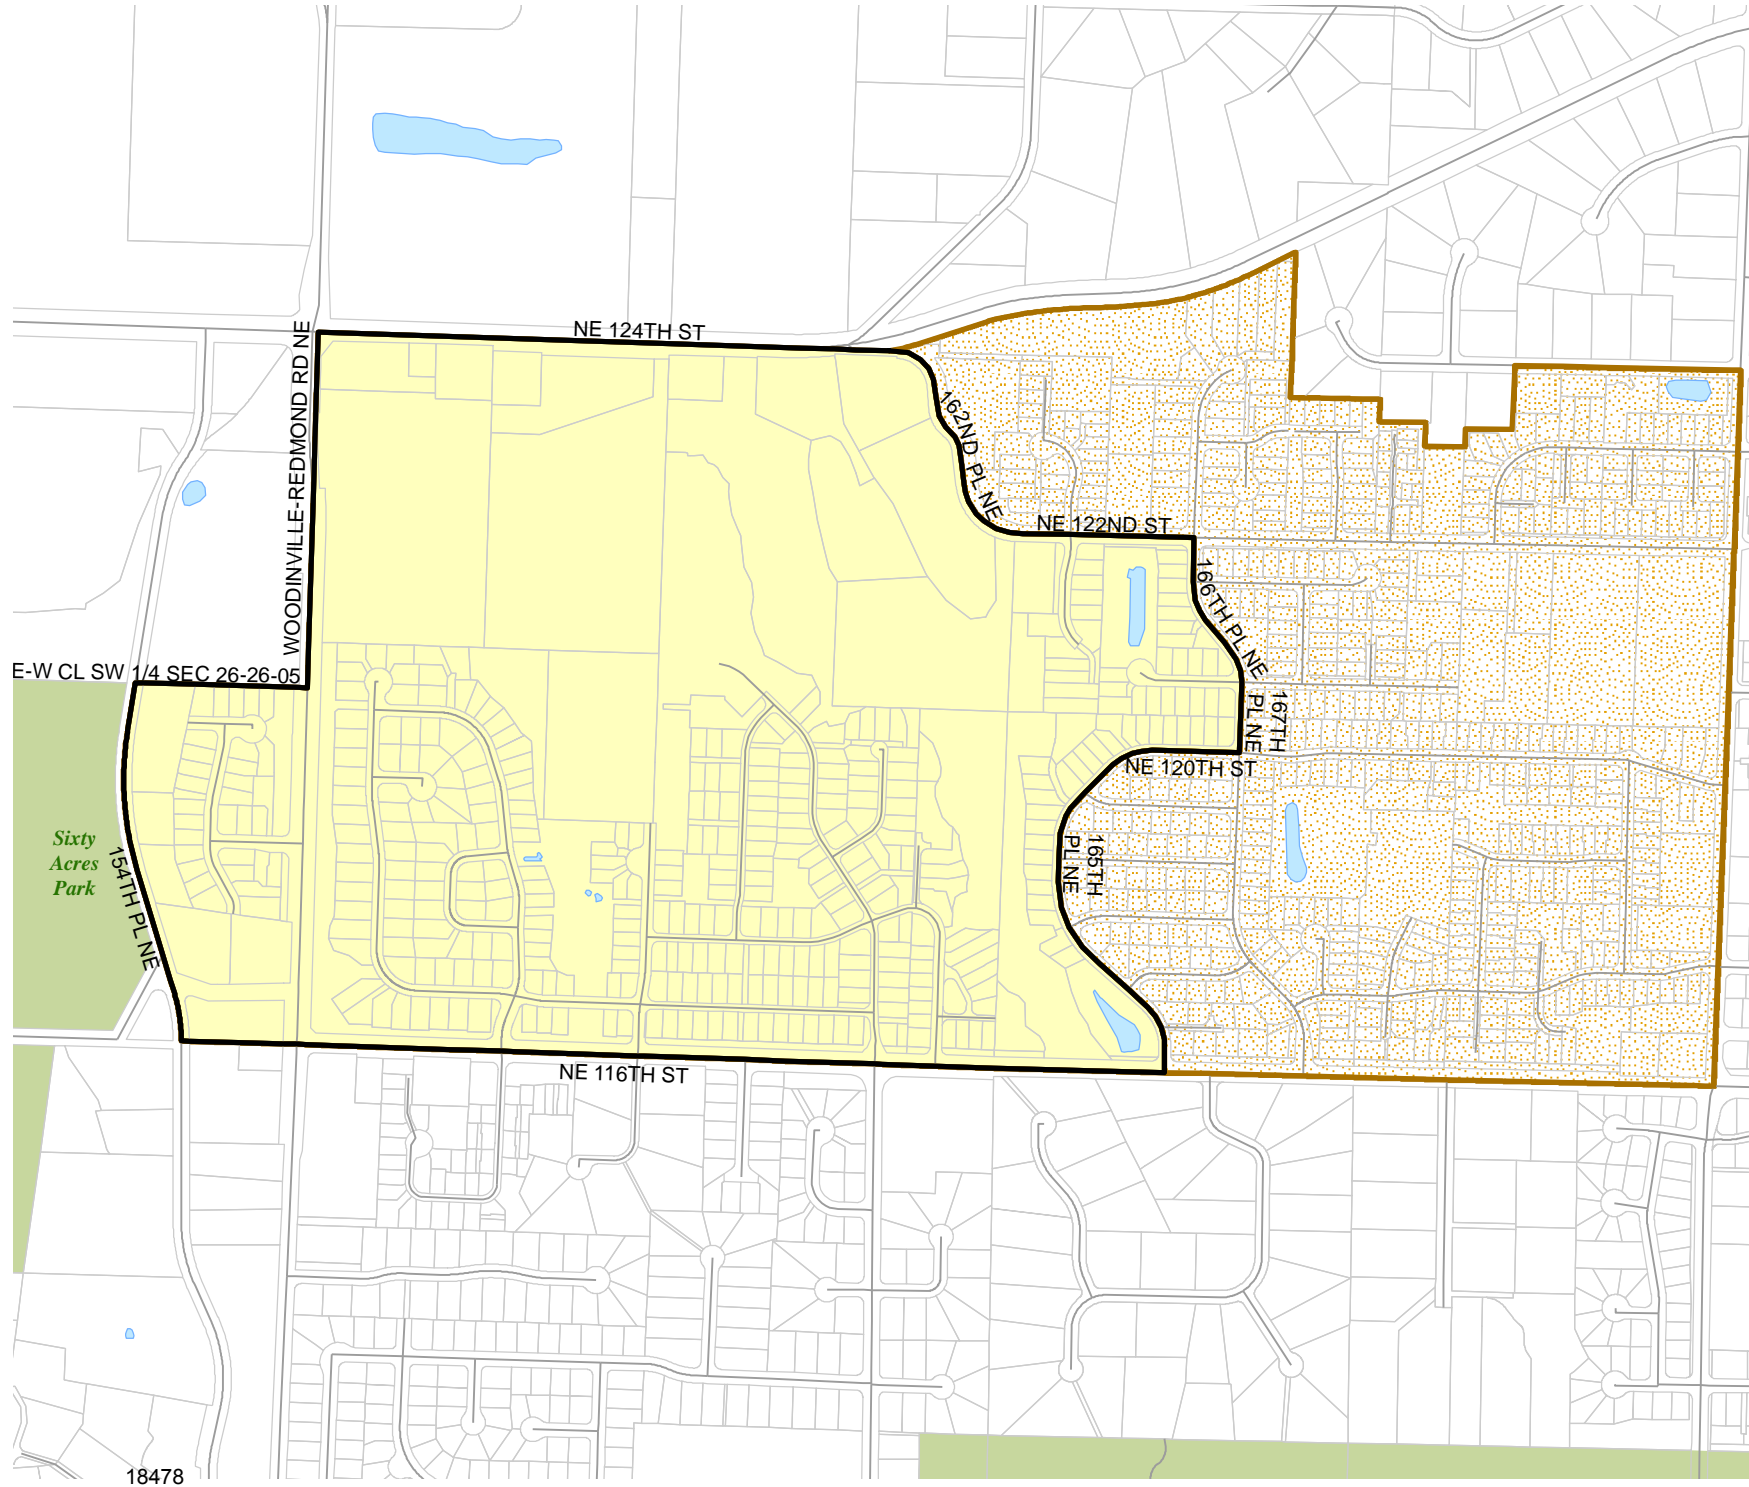 NE 124TH ST
WOODINVILLE-REDMOND RD NE
162ND PL NE
NE 122ND ST
166TH PL NE
E-W CL SW 1/4 SEC 26-26-05
167TH
PL NE
NE 120TH ST
Sixty
Acres
Park
165TH
PL NE
154TH PL NE
NE 116TH ST
18478